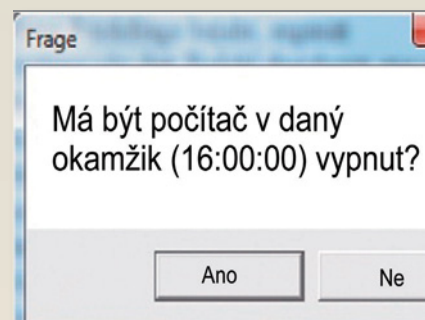 Frage
Má být počítač v daný
okamžik (16:00:00) vypnut?
Ano
Ne